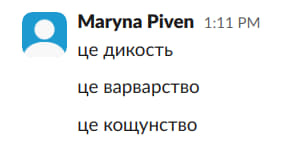 Maryna Piven 1:11 PM
це дикость
це варварство
це кощунство